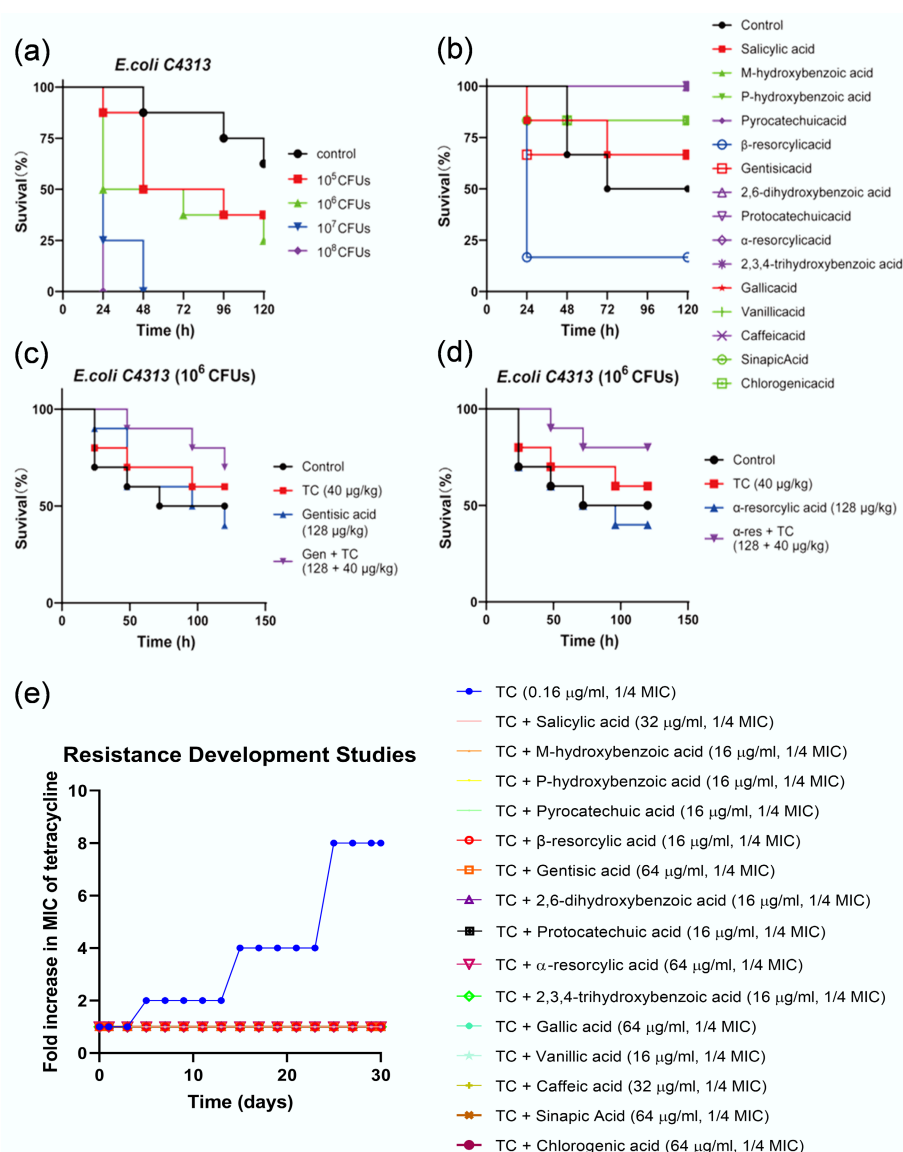 (a)
E.coli C4313
100
75
50
25
0
Suvival(%)
0 24 48 72 96 120
Time (h)
control
10⁵CFUs
10⁶CFUs
10⁷CFUs
10⁸CFUs
(b)
100
75
50
25
0
Suvival(%)
0 24 48 72 96 120
Time (h)
Control
Salicylic acid
M-hydroxybenzoic acid
P-hydroxybenzoic acid
Pyrocatechuicacid
β-resorcylicacid
Gentisicacid
2,6-dihydroxybenzoic acid
Protocatechuicacid
α-resorcylicacid
2,3,4-trihydroxybenzoic acid
Gallicacid
Vanillicacid
Caffeicacid
SinapicAcid
Chlorogenicacid
(c)
E.coli C4313 (10⁶ CFUs)
100
50
0
Survival(%)
0 50 100 150
Time (h)
Control
TC (40 μg/kg)
Gentisic acid
(128 μg/kg)
Gen + TC
(128 + 40 μg/kg)
(d)
E.coli C4313 (10⁶ CFUs)
100
50
0
Survival(%)
0 50 100 150
Time (h)
Control
TC (40 μg/kg)
α-resorcylic acid (128 μg/kg)
α-res + TC
(128 + 40 μg/kg)
(e)
Resistance Development Studies
10
8
6
4
2
0
Fold increase in MIC of tetracycline
0 10 20 30
Time (days)
TC (0.16 μg/ml, 1/4 MIC)
TC + Salicylic acid (32 μg/ml, 1/4 MIC)
TC + M-hydroxybenzoic acid (16 μg/ml, 1/4 MIC)
TC + P-hydroxybenzoic acid (16 μg/ml, 1/4 MIC)
TC + Pyrocatechuic acid (16 μg/ml, 1/4 MIC)
TC + β-resorcylic acid (16 μg/ml, 1/4 MIC)
TC + Gentisic acid (64 μg/ml, 1/4 MIC)
TC + 2,6-dihydroxybenzoic acid (16 μg/ml, 1/4 MIC)
TC + Protocatechuic acid (16 μg/ml, 1/4 MIC)
TC + α-resorcylic acid (64 μg/ml, 1/4 MIC)
TC + 2,3,4-trihydroxybenzoic acid (16 μg/ml, 1/4 MIC)
TC + Gallic acid (64 μg/ml, 1/4 MIC)
TC + Vanillic acid (16 μg/ml, 1/4 MIC)
TC + Caffeic acid (32 μg/ml, 1/4 MIC)
TC + Sinapic Acid (64 μg/ml, 1/4 MIC)
TC + Chlorogenic acid (64 μg/ml, 1/4 MIC)